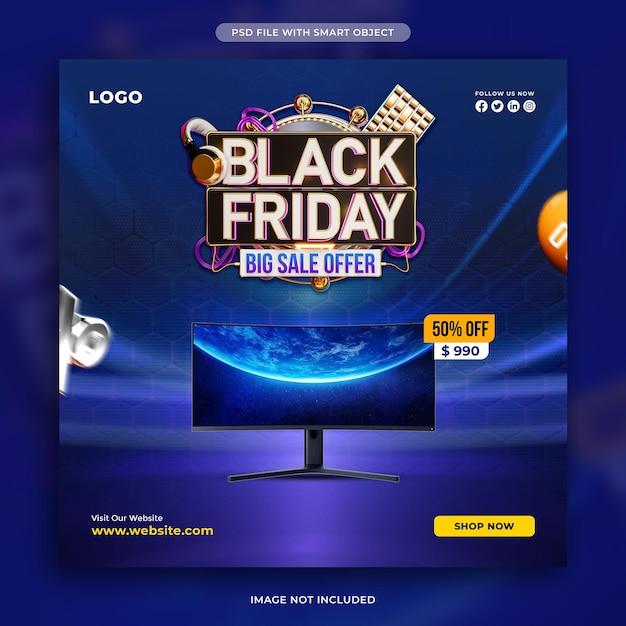 PSD FILE WITH SMART OBJECT
LOGO
FOLLOW US NOW
BLACK
FRIDAY
BIG SALE OFFER
50% OFF
$ 990
Visit Our Website
www.website.com
SHOP NOW
IMAGE NOT INCLUDED